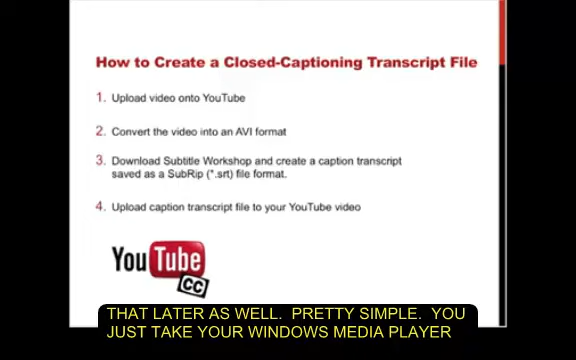 How to Create a Closed-Captioning Transcript File
1. Upload video onto YouTube
2. Convert the video into an AVI format
3. Download Subtitle Workshop and create a caption transcript
saved as a SubRip (*.srt) file format.
4. Upload caption transcript file to your YouTube video
YouTube
CC
THAT LATER AS WELL.  PRETTY SIMPLE.  YOU
JUST TAKE YOUR WINDOWS MEDIA PLAYER